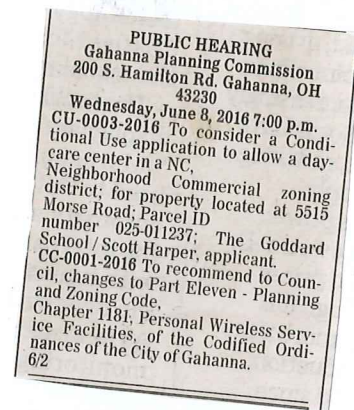 PUBLIC HEARING
Gahanna Planning Commission
200 S. Hamilton Rd. Gahanna, OH
43230
Wednesday, June 8, 2016 7:00 p.m.
CU-0003-2016 To consider a Condi-
tional Use application to allow a day-
care center in a NC,
Neighborhood Commercial zoning
district; for property located at 5515
Morse Road; Parcel ID
number 025-011237; The Goddard
School / Scott Harper, applicant.
CC-0001-2016 To recommend to Coun-
cil, changes to Part Eleven - Planning
and Zoning Code,
Chapter 1181, Personal Wireless Serv-
ice Facilities, of the Codified Ordi-
nances of the City of Gahanna.
6/2